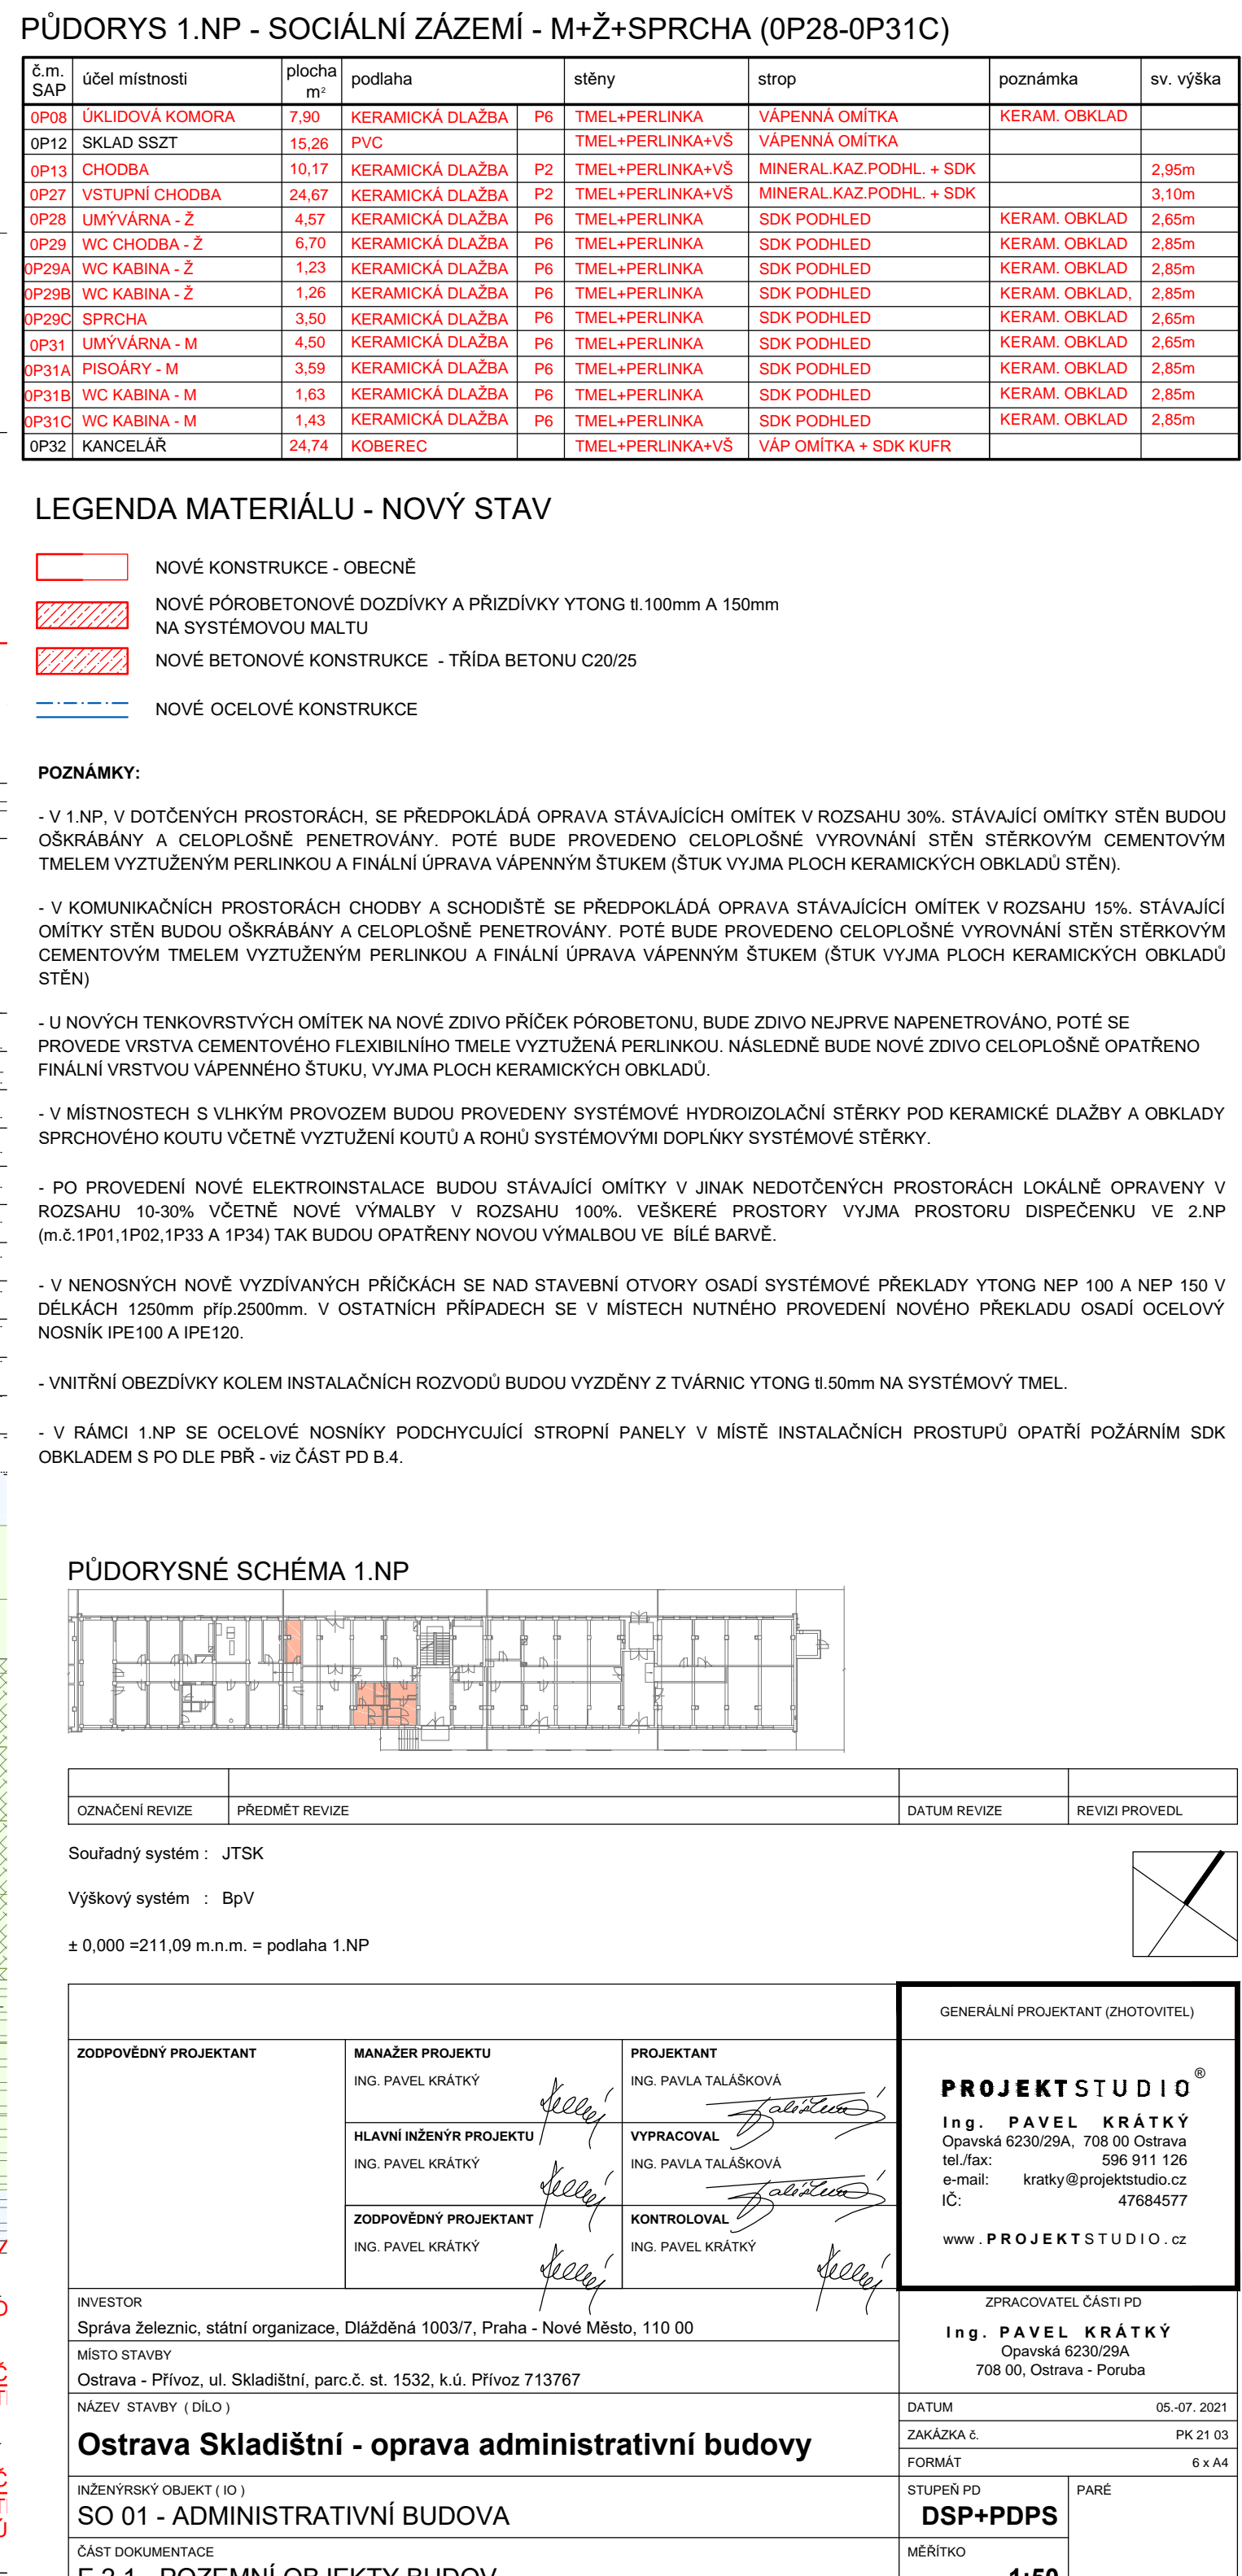 PŮDORYS 1.NP - SOCIÁLNÍ ZÁZEMÍ - M+Ž+SPRCHA (0P28-0P31C)
č.m. SAP účel místnosti plocha m² podlaha stěny strop poznámka sv. výška
0P08 ÚKLIDOVÁ KOMORA 7,90 KERAMICKÁ DLAŽBA P6 TMEL+PERLINKA VÁPENNÁ OMÍTKA KERAM. OBKLAD
0P12 SKLAD SSZT 15,26 PVC TMEL+PERLINKA+VŠ VÁPENNÁ OMÍTKA
0P13 CHODBA 10,17 KERAMICKÁ DLAŽBA P2 TMEL+PERLINKA+VŠ MINERAL.KAZ.PODHL. + SDK 2,95m
0P27 VSTUPNÍ CHODBA 24,67 KERAMICKÁ DLAŽBA P2 TMEL+PERLINKA+VŠ MINERAL.KAZ.PODHL. + SDK 3,10m
0P28 UMÝVÁRNA - Ž 4,57 KERAMICKÁ DLAŽBA P6 TMEL+PERLINKA SDK PODHLED KERAM. OBKLAD 2,65m
0P29 WC CHODBA - Ž 6,70 KERAMICKÁ DLAŽBA P6 TMEL+PERLINKA SDK PODHLED KERAM. OBKLAD 2,85m
0P29A WC KABINA - Ž 1,23 KERAMICKÁ DLAŽBA P6 TMEL+PERLINKA SDK PODHLED KERAM. OBKLAD 2,85m
0P29B WC KABINA - Ž 1,26 KERAMICKÁ DLAŽBA P6 TMEL+PERLINKA SDK PODHLED KERAM. OBKLAD, 2,85m
0P29C SPRCHA 3,50 KERAMICKÁ DLAŽBA P6 TMEL+PERLINKA SDK PODHLED KERAM. OBKLAD 2,65m
0P31 UMÝVÁRNA - M 4,50 KERAMICKÁ DLAŽBA P6 TMEL+PERLINKA SDK PODHLED KERAM. OBKLAD 2,65m
0P31A PISOÁRY - M 3,59 KERAMICKÁ DLAŽBA P6 TMEL+PERLINKA SDK PODHLED KERAM. OBKLAD 2,85m
0P31B WC KABINA - M 1,63 KERAMICKÁ DLAŽBA P6 TMEL+PERLINKA SDK PODHLED KERAM. OBKLAD 2,85m
0P31C WC KABINA - M 1,43 KERAMICKÁ DLAŽBA P6 TMEL+PERLINKA SDK PODHLED KERAM. OBKLAD 2,85m
0P32 KANCELÁŘ 24,74 KOBEREC TMEL+PERLINKA+VŠ VÁP OMÍTKA + SDK KUFR
LEGENDA MATERIÁLU - NOVÝ STAV
NOVÉ KONSTRUKCE - OBECNĚ
NOVÉ PÓROBETONOVÉ DOZDÍVKY A PŘIZDÍVKY YTONG tl.100mm A 150mm
NA SYSTÉMOVOU MALTU
NOVÉ BETONOVÉ KONSTRUKCE - TŘÍDA BETONU C20/25
NOVÉ OCELOVÉ KONSTRUKCE
POZNÁMKY:
- V 1.NP, V DOTČENÝCH PROSTORÁCH, SE PŘEDPOKLÁDÁ OPRAVA STÁVAJÍCÍCH OMÍTEK V ROZSAHU 30%. STÁVAJÍCÍ OMÍTKY STĚN BUDOU
OŠKRÁBÁNY A CELOPLOŠNĚ PENETROVÁNY. POTÉ BUDE PROVEDENO CELOPLOŠNÉ VYROVNÁNÍ STĚN STĚRKOVÝM CEMENTOVÝM
TMELEM VYZTUŽENÝM PERLINKOU A FINÁLNÍ ÚPRAVA VÁPENNÝM ŠTUKEM (ŠTUK VYJMA PLOCH KERAMICKÝCH OBKLADŮ STĚN).
- V KOMUNIKAČNÍCH PROSTORÁCH CHODBY A SCHODIŠTĚ SE PŘEDPOKLÁDÁ OPRAVA STÁVAJÍCÍCH OMÍTEK V ROZSAHU 15%. STÁVAJÍCÍ
OMÍTKY STĚN BUDOU OŠKRÁBÁNY A CELOPLOŠNĚ PENETROVÁNY. POTÉ BUDE PROVEDENO CELOPLOŠNÉ VYROVNÁNÍ STĚN STĚRKOVÝM
CEMENTOVÝM TMELEM VYZTUŽENÝM PERLINKOU A FINÁLNÍ ÚPRAVA VÁPENNÝM ŠTUKEM (ŠTUK VYJMA PLOCH KERAMICKÝCH OBKLADŮ
STĚN)
- U NOVÝCH TENKOVRSTVÝCH OMÍTEK NA NOVÉ ZDIVO PŘÍČEK PÓROBETONU, BUDE ZDIVO NEJPRVE NAPENETROVÁNO, POTÉ SE
PROVEDE VRSTVA CEMENTOVÉHO FLEXIBILNÍHO TMELE VYZTUŽENÁ PERLINKOU. NÁSLEDNĚ BUDE NOVÉ ZDIVO CELOPLOŠNĚ OPATŘENO
FINÁLNÍ VRSTVOU VÁPENNÉHO ŠTUKU, VYJMA PLOCH KERAMICKÝCH OBKLADŮ.
- V MÍSTNOSTECH S VLHKÝM PROVOZEM BUDOU PROVEDENY SYSTÉMOVÉ HYDROIZOLAČNÍ STĚRKY POD KERAMICKÉ DLAŽBY A OBKLADY
SPRCHOVÉHO KOUTU VČETNĚ VYZTUŽENÍ KOUTŮ A ROHŮ SYSTÉMOVÝMI DOPLŃKY SYSTÉMOVÉ STĚRKY.
- PO PROVEDENÍ NOVÉ ELEKTROINSTALACE BUDOU STÁVAJÍCÍ OMÍTKY V JINAK NEDOTČENÝCH PROSTORÁCH LOKÁLNĚ OPRAVENY V
ROZSAHU 10-30% VČETNĚ NOVÉ VÝMALBY V ROZSAHU 100%. VEŠKERÉ PROSTORY VYJMA PROSTORU DISPEČENKU VE 2.NP
(m.č.1P01,1P02,1P33 A 1P34) TAK BUDOU OPATŘENY NOVOU VÝMALBOU VE BÍLÉ BARVĚ.
- V NENOSNÝCH NOVĚ VYZDÍVANÝCH PŘÍČKÁCH SE NAD STAVEBNÍ OTVORY OSADÍ SYSTÉMOVÉ PŘEKLADY YTONG NEP 100 A NEP 150 V
DÉLKÁCH 1250mm příp.2500mm. V OSTATNÍCH PŘÍPADECH SE V MÍSTECH NUTNÉHO PROVEDENÍ NOVÉHO PŘEKLADU OSADÍ OCELOVÝ
NOSNÍK IPE100 A IPE120.
- VNITŘNÍ OBEZDÍVKY KOLEM INSTALAČNÍCH ROZVODŮ BUDOU VYZDĚNY Z TVÁRNIC YTONG tl.50mm NA SYSTÉMOVÝ TMEL.
- V RÁMCI 1.NP SE OCELOVÉ NOSNÍKY PODCHYCUJÍCÍ STROPNÍ PANELY V MÍSTĚ INSTALAČNÍCH PROSTUPŮ OPATŘÍ POŽÁRNÍM SDK
OBKLADEM S PO DLE PBŘ - viz ČÁST PD B.4.
PŮDORYSNÉ SCHÉMA 1.NP
OZNAČENÍ REVIZE PŘEDMĚT REVIZE DATUM REVIZE REVIZI PROVEDL
Souřadný systém : JTSK
Výškový systém : BpV
± 0,000 =211,09 m.n.m. = podlaha 1.NP
GENERÁLNÍ PROJEKTANT (ZHOTOVITEL)
ZODPOVĚDNÝ PROJEKTANT MANAŽER PROJEKTU PROJEKTANT
ING. PAVEL KRÁTKÝ ING. PAVLA TALÁŠKOVÁ
HLAVNÍ INŽENÝR PROJEKTU VYPRACOVAL
ING. PAVEL KRÁTKÝ ING. PAVLA TALÁŠKOVÁ
ZODPOVĚDNÝ PROJEKTANT KONTROLOVAL
ING. PAVEL KRÁTKÝ ING. PAVEL KRÁTKÝ
PROJEKTSTUDIO®
Ing. PAVEL KRÁTKÝ
Opavská 6230/29A, 708 00 Ostrava
tel./fax: 596 911 126
e-mail: kratky@projektstudio.cz
IČ: 47684577
www.PROJEKTSTUDIO.cz
INVESTOR
Správa železnic, státní organizace, Dlážděná 1003/7, Praha - Nové Město, 110 00
ZPRACOVATEL ČÁSTI PD
Ing. PAVEL KRÁTKÝ
Opavská 6230/29A
708 00, Ostrava - Poruba
MÍSTO STAVBY
Ostrava - Přívoz, ul. Skladištní, parc.č. st. 1532, k.ú. Přívoz 713767
NÁZEV STAVBY ( DÍLO )
Ostrava Skladištní - oprava administrativní budovy
DATUM 05.-07. 2021
ZAKÁZKA č. PK 21 03
FORMÁT 6 x A4
INŽENÝRSKÝ OBJEKT ( IO )
SO 01 - ADMINISTRATIVNÍ BUDOVA
STUPEŇ PD PARÉ
DSP+PDPS
ČÁST DOKUMENTACE
E.2.1 - POZEMNÍ OBJEKTY BUDOV
MĚŘÍTKO
1:50